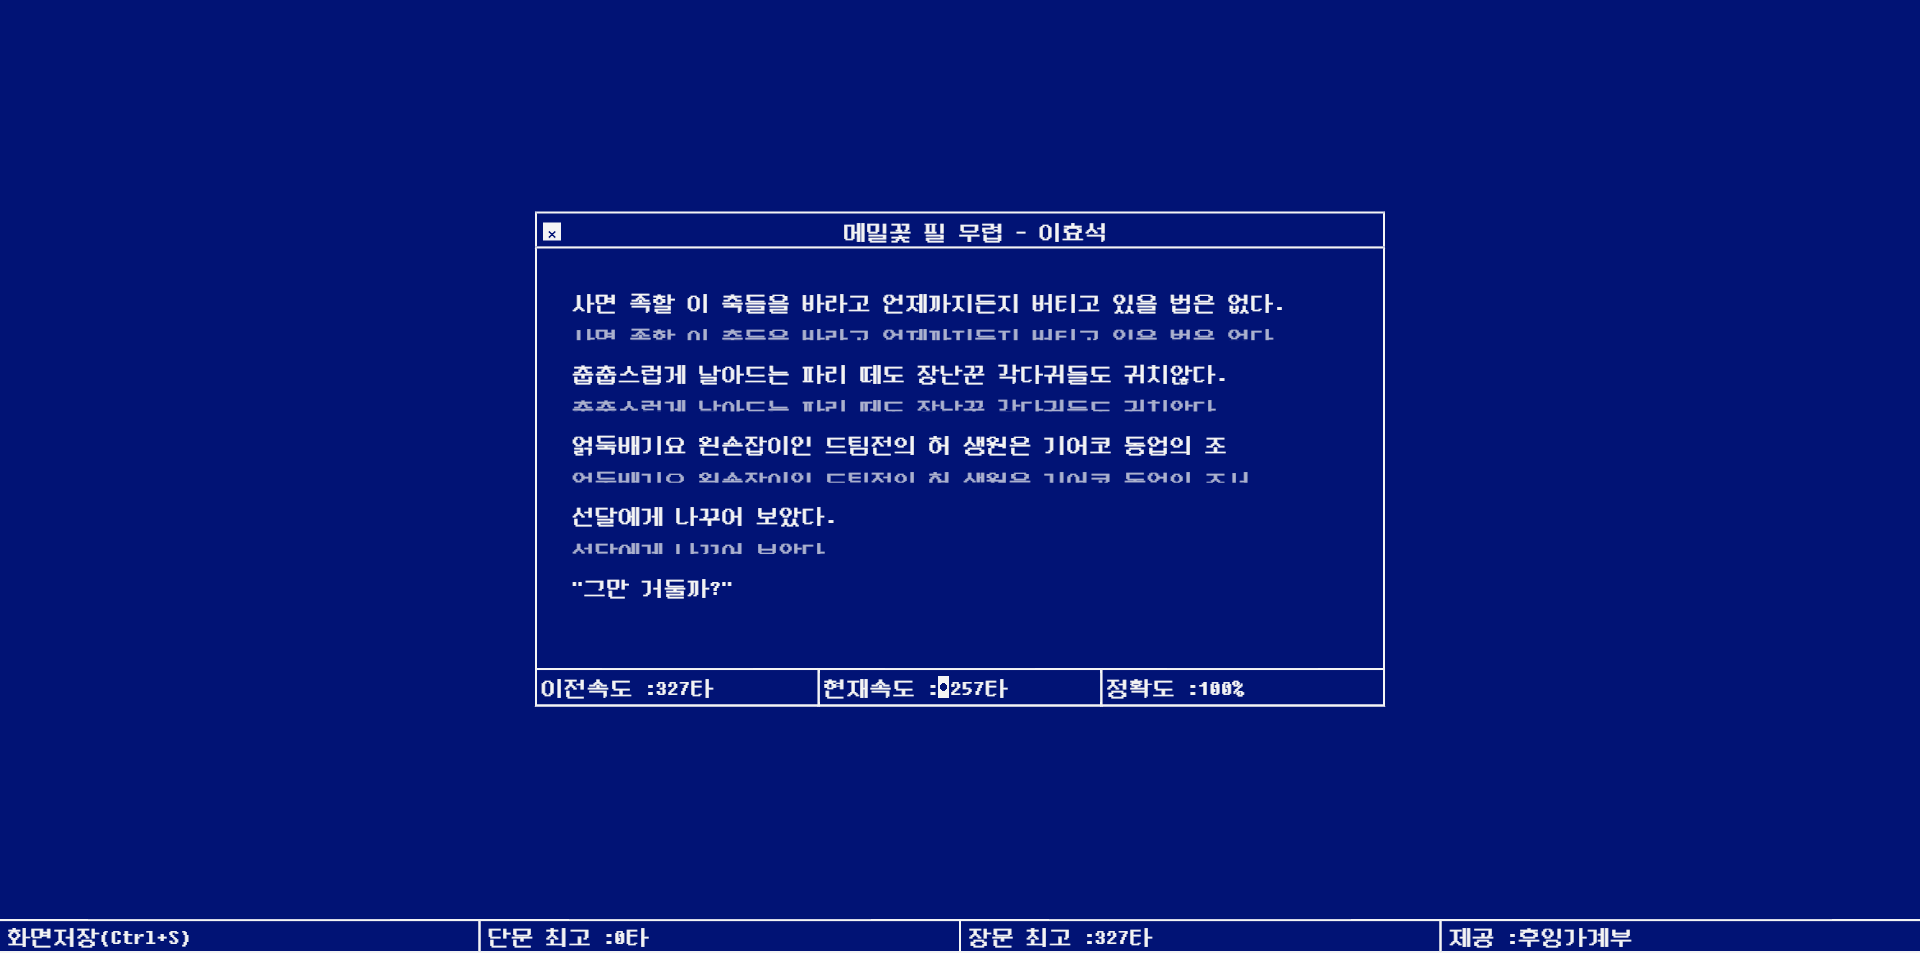 메밀꽃 필 무렵 - 이효석
사면 족할 이 축들을 바라고 언제까지든지 버티고 있을 법은 없다.
춥춥스럽게 날아드는 파리 떼도 장난꾼 각다귀들도 귀치않다.
얽둑배기요 왼손잡이인 드팀전의 허 생원은 기어코 동업의 조
선달에게 나꾸어 보았다.
"그만 거둘까?"
이전속도 :327타
현재속도 :257타
정확도 :100%
화면저장(Ctrl+S)
단문 최고 :0타
장문 최고 :327타
제공 :후잉가계부